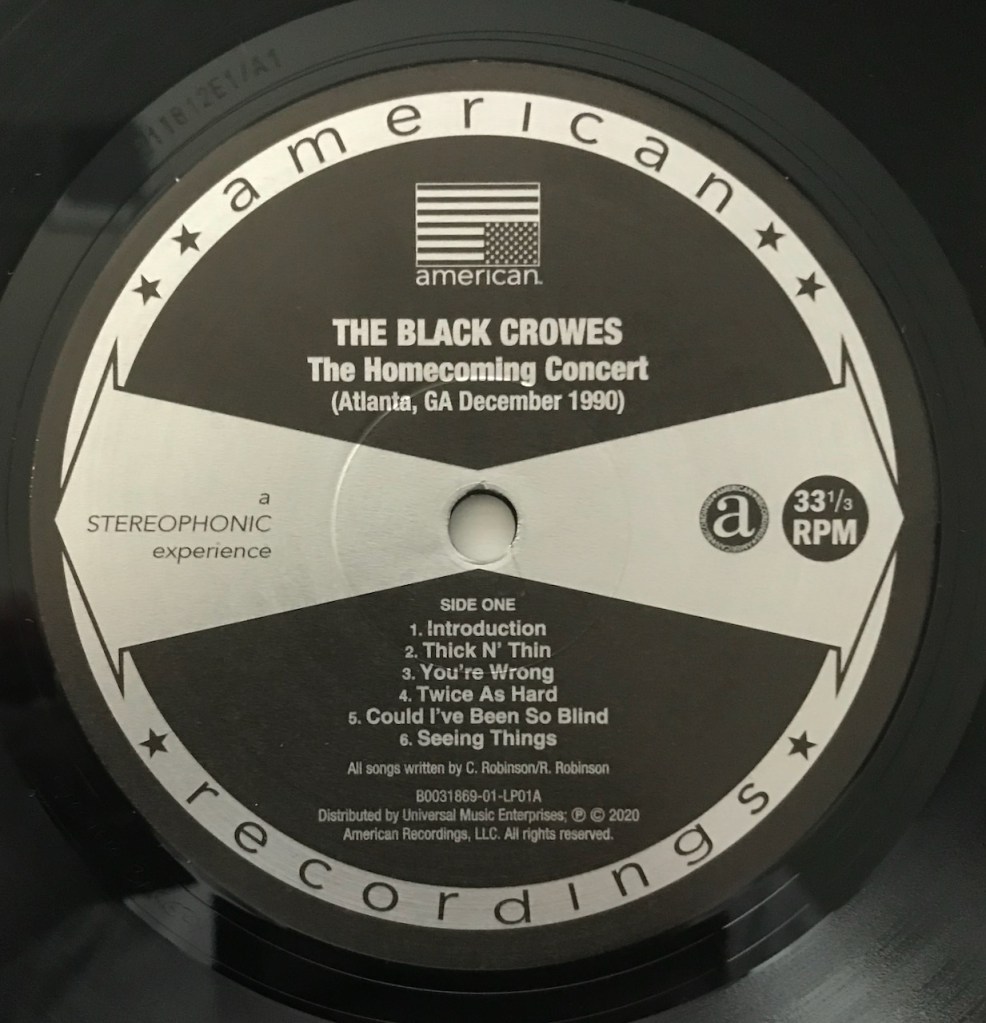 11812E1/A1
american
american.
THE BLACK CROWES
The Homecoming Concert
(Atlanta, GA December 1990)
a
STEREOPHONIC
experience
a
33 1/3
RPM
SIDE ONE
1. Introduction
2. Thick N' Thin
3. You're Wrong
4. Twice As Hard
5. Could I've Been So Blind
6. Seeing Things
All songs written by C. Robinson/R. Robinson
B0031869-01-LP01A
Distributed by Universal Music Enterprises; ℗ © 2020
American Recordings, LLC. All rights reserved.
recordings